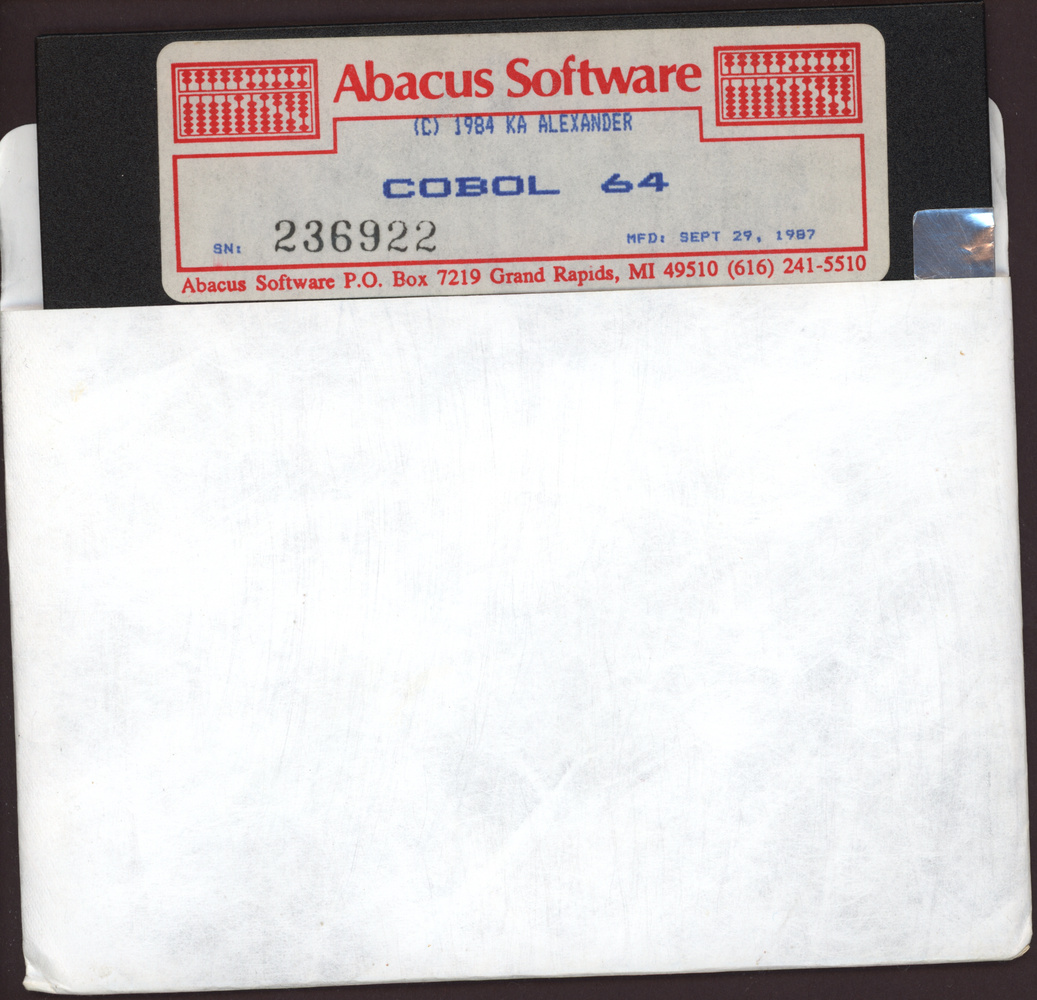 Abacus Software
(C) 1984 KA ALEXANDER
COBOL 64
SN: 236922 MFD: SEPT 29, 1987
Abacus Software P.O. Box 7219 Grand Rapids, MI 49510 (616) 241-5510